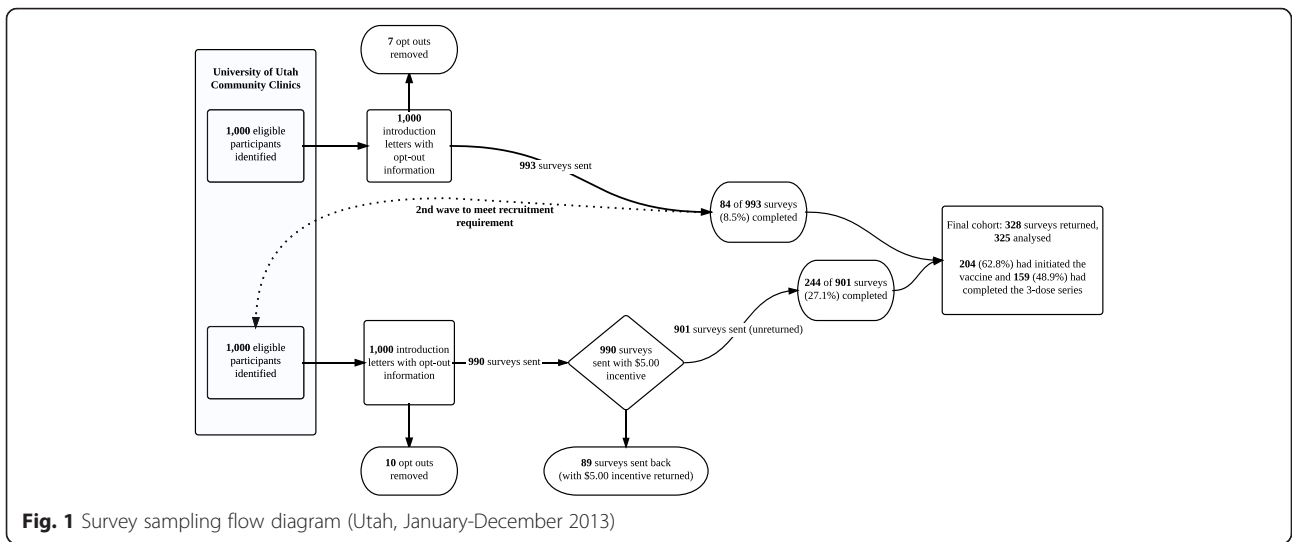 7 opt outs
removed
University of Utah
Community Clinics
1,000 eligible
participants
identified
1,000
introduction
letters with
opt-out
information
993 surveys sent
84 of 993 surveys
(8.5%) completed
2nd wave to meet recruitment
requirement
Final cohort: 328 surveys returned,
325 analysed
204 (62.8%) had initiated the
vaccine and 159 (48.9%) had
completed the 3-dose series
244 of 901 surveys
(27.1%) completed
901 surveys sent (unreturned)
1,000 eligible
participants
identified
1,000 introduction
letters with opt-out
information
990 surveys sent
990 surveys
sent with $5.00
incentive
10 opt outs
removed
89 surveys sent back
(with $5.00 incentive returned)
Fig. 1 Survey sampling flow diagram (Utah, January-December 2013)